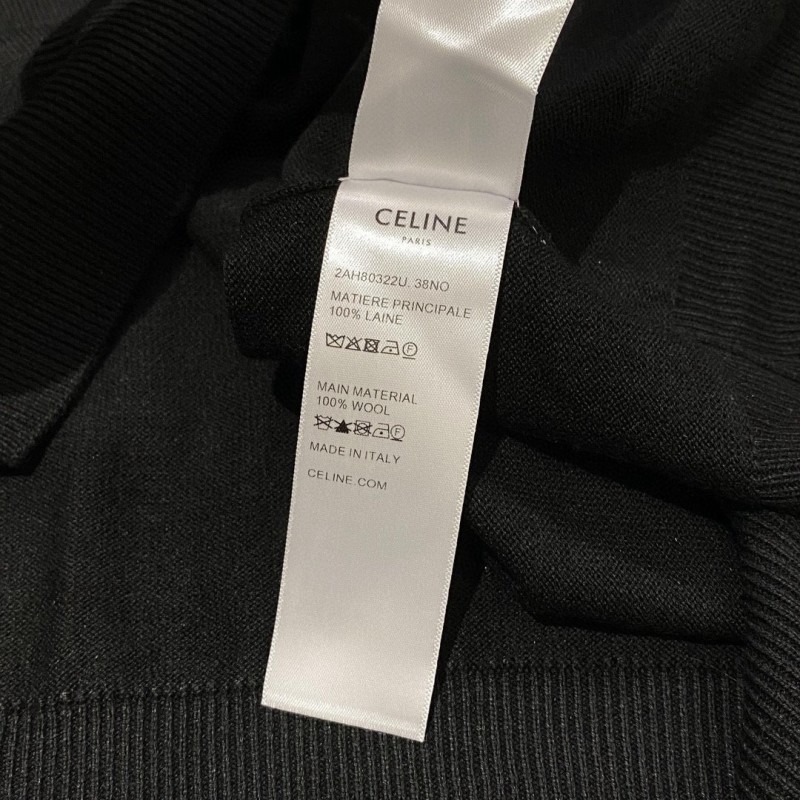 CELINE
PARIS
2AH80322U. 38NO
MATIERE PRINCIPALE
100% LAINE
F
MAIN MATERIAL
100% WOOL
F
MADE IN ITALY
CELINE.COM